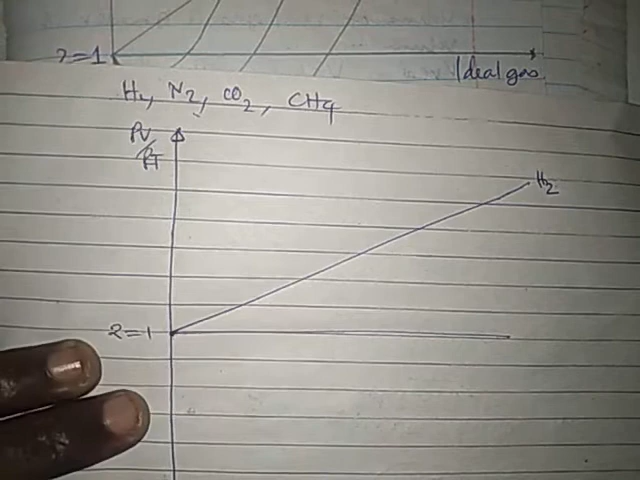 z=1
Ideal gas
H2, N2, CO2, CH4
PV
RT
H2
Z=1